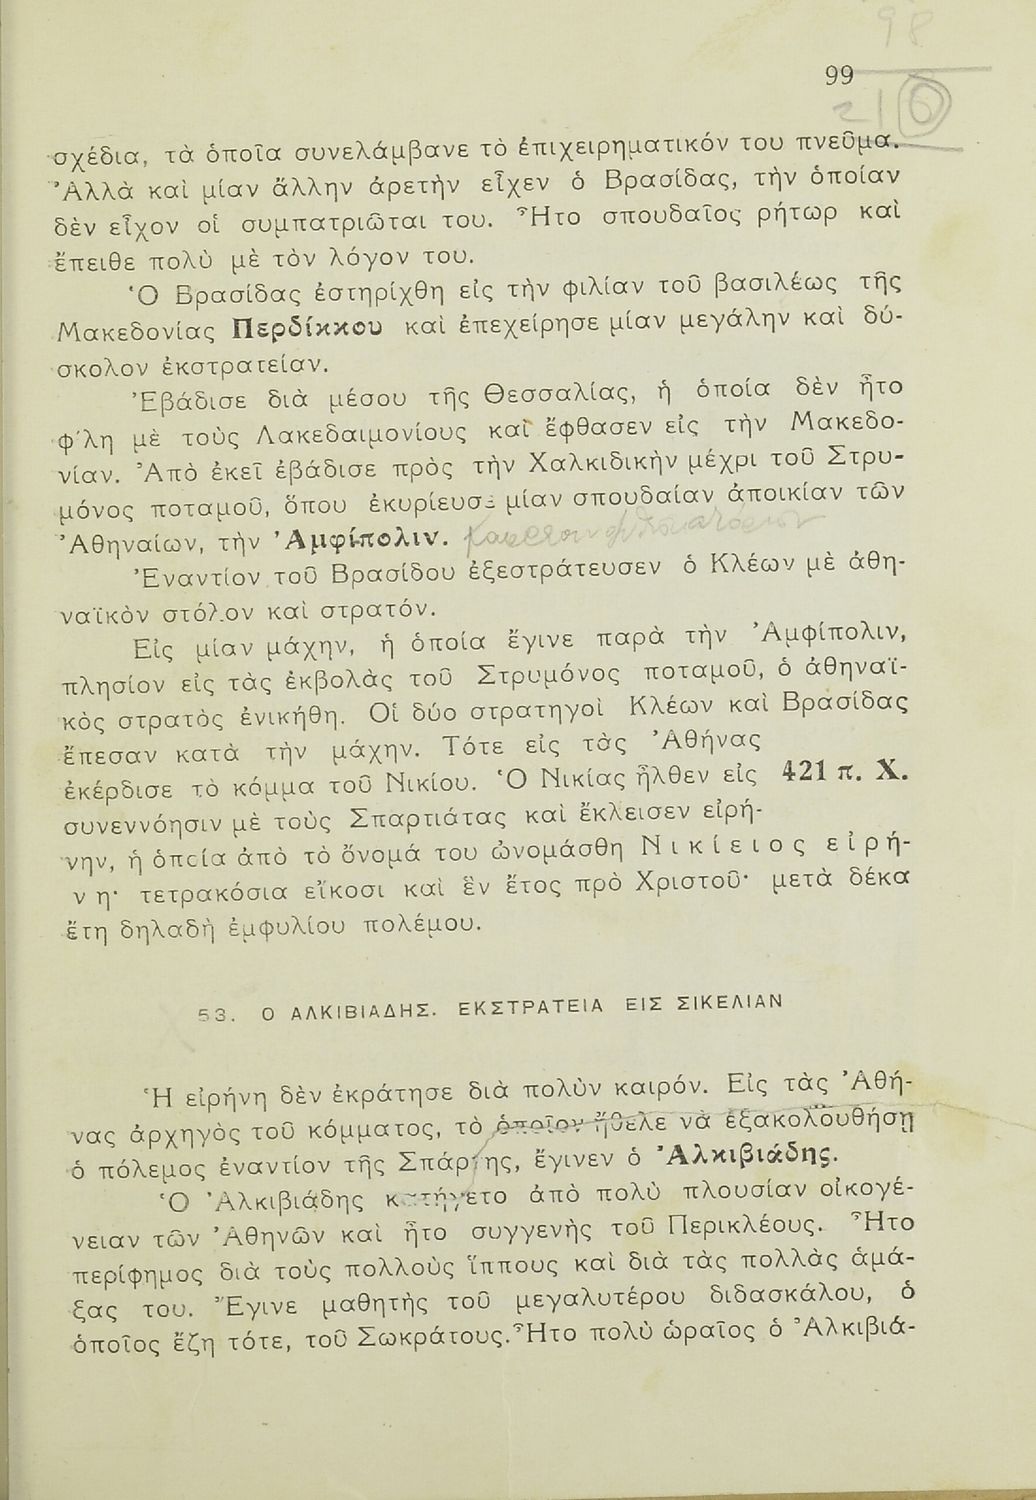 98
99
216
σχέδια, τὰ ὁποῖα συνελάμβανε τὸ ἐπιχειρηματικόν του πνεῦμα.
Ἀλλὰ καὶ μίαν ἄλλην ἀρετὴν εἶχεν ὁ Βρασίδας, τὴν ὁποίαν
δὲν εἶχον οἱ συμπατριῶται του. Ἦτο σπουδαῖος ρήτωρ καὶ
ἔπειθε πολὺ μὲ τὸν λόγον του.
Ὁ Βρασίδας ἐστηρίχθη εἰς τὴν φιλίαν τοῦ βασιλέως τῆς
Μακεδονίας Περδίκκου καὶ ἐπεχείρησε μίαν μεγάλην καὶ δύ-
σκολον ἐκστρατείαν.
Ἐβάδισε διὰ μέσου τῆς Θεσσαλίας, ἡ ὁποία δὲν ἦτο
φίλη μὲ τοὺς Λακεδαιμονίους καὶ ἔφθασεν εἰς τὴν Μακεδο-
νίαν. Ἀπὸ ἐκεῖ ἐβάδισε πρὸς τὴν Χαλκιδικὴν μέχρι τοῦ Στρυ-
μόνος ποταμοῦ, ὅπου ἐκυρίευσε μίαν σπουδαίαν ἀποικίαν τῶν
Ἀθηναίων, τὴν Ἀμφίπολιν.
Ἐναντίον τοῦ Βρασίδου ἐξεστράτευσεν ὁ Κλέων μὲ ἀθη-
ναϊκὸν στόλον καὶ στρατόν.
Εἰς μίαν μάχην, ἡ ὁποία ἔγινε παρὰ τὴν Ἀμφίπολιν,
πλησίον εἰς τὰς ἐκβολὰς τοῦ Στρυμόνος ποταμοῦ, ὁ ἀθηναϊ-
κὸς στρατὸς ἐνικήθη. Οἱ δύο στρατηγοὶ Κλέων καὶ Βρασίδας
ἔπεσαν κατὰ τὴν μάχην. Τότε εἰς τὰς Ἀθήνας
ἐκέρδισε τὸ κόμμα τοῦ Νικίου. Ὁ Νικίας ἦλθεν εἰς 421 π. Χ.
συνεννόησιν μὲ τοὺς Σπαρτιάτας καὶ ἔκλεισεν εἰρή-
νην, ἡ ὁποία ἀπὸ τὸ ὄνομά του ὠνομάσθη Νικίειος εἰρή-
νη· τετρακόσια εἴκοσι καὶ ἓν ἔτος πρὸ Χριστοῦ· μετὰ δέκα
ἔτη δηλαδὴ ἐμφυλίου πολέμου.
53. Ο ΑΛΚΙΒΙΑΔΗΣ. ΕΚΣΤΡΑΤΕΙΑ ΕΙΣ ΣΙΚΕΛΙΑΝ
Ἡ εἰρήνη δὲν ἐκράτησε διὰ πολὺν καιρόν. Εἰς τὰς Ἀθή-
νας ἀρχηγὸς τοῦ κόμματος, τὸ ὁποῖον ἤθελε νὰ ἐξακολουθήσῃ
ὁ πόλεμος ἐναντίον τῆς Σπάρτης, ἔγινεν ὁ Ἀλκιβιάδης.
Ὁ Ἀλκιβιάδης κατήγετο ἀπὸ πολὺ πλουσίαν οἰκογέ-
νειαν τῶν Ἀθηνῶν καὶ ἦτο συγγενὴς τοῦ Περικλέους. Ἦτο
περίφημος διὰ τοὺς πολλοὺς ἵππους καὶ διὰ τὰς πολλὰς ἁμά-
ξας του. Ἔγινε μαθητὴς τοῦ μεγαλυτέρου διδασκάλου, ὁ
ὁποῖος ἔζη τότε, τοῦ Σωκράτους. Ἦτο πολὺ ὡραῖος ὁ Ἀλκιβιά-